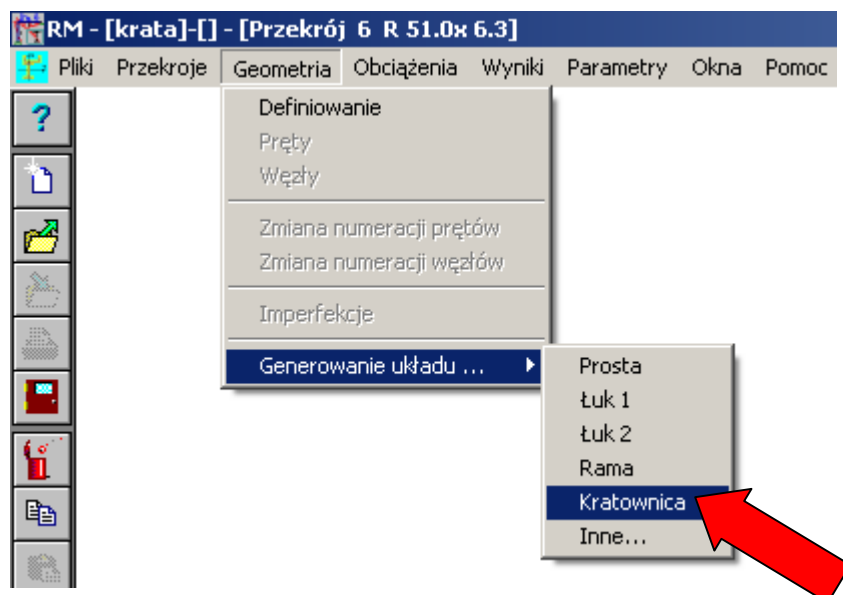 RM - [krata]-[] - [Przekrój 6 R 51.0x 6.3]
Pliki Przekroje Geometria Obciążenia Wyniki Parametry Okna Pomoc
Definiowanie
Pręty
Węzły
Zmiana numeracji prętów
Zmiana numeracji węzłów
Imperfekcje
Generowanie układu ...
Prosta
Łuk 1
Łuk 2
Rama
Kratownica
Inne...